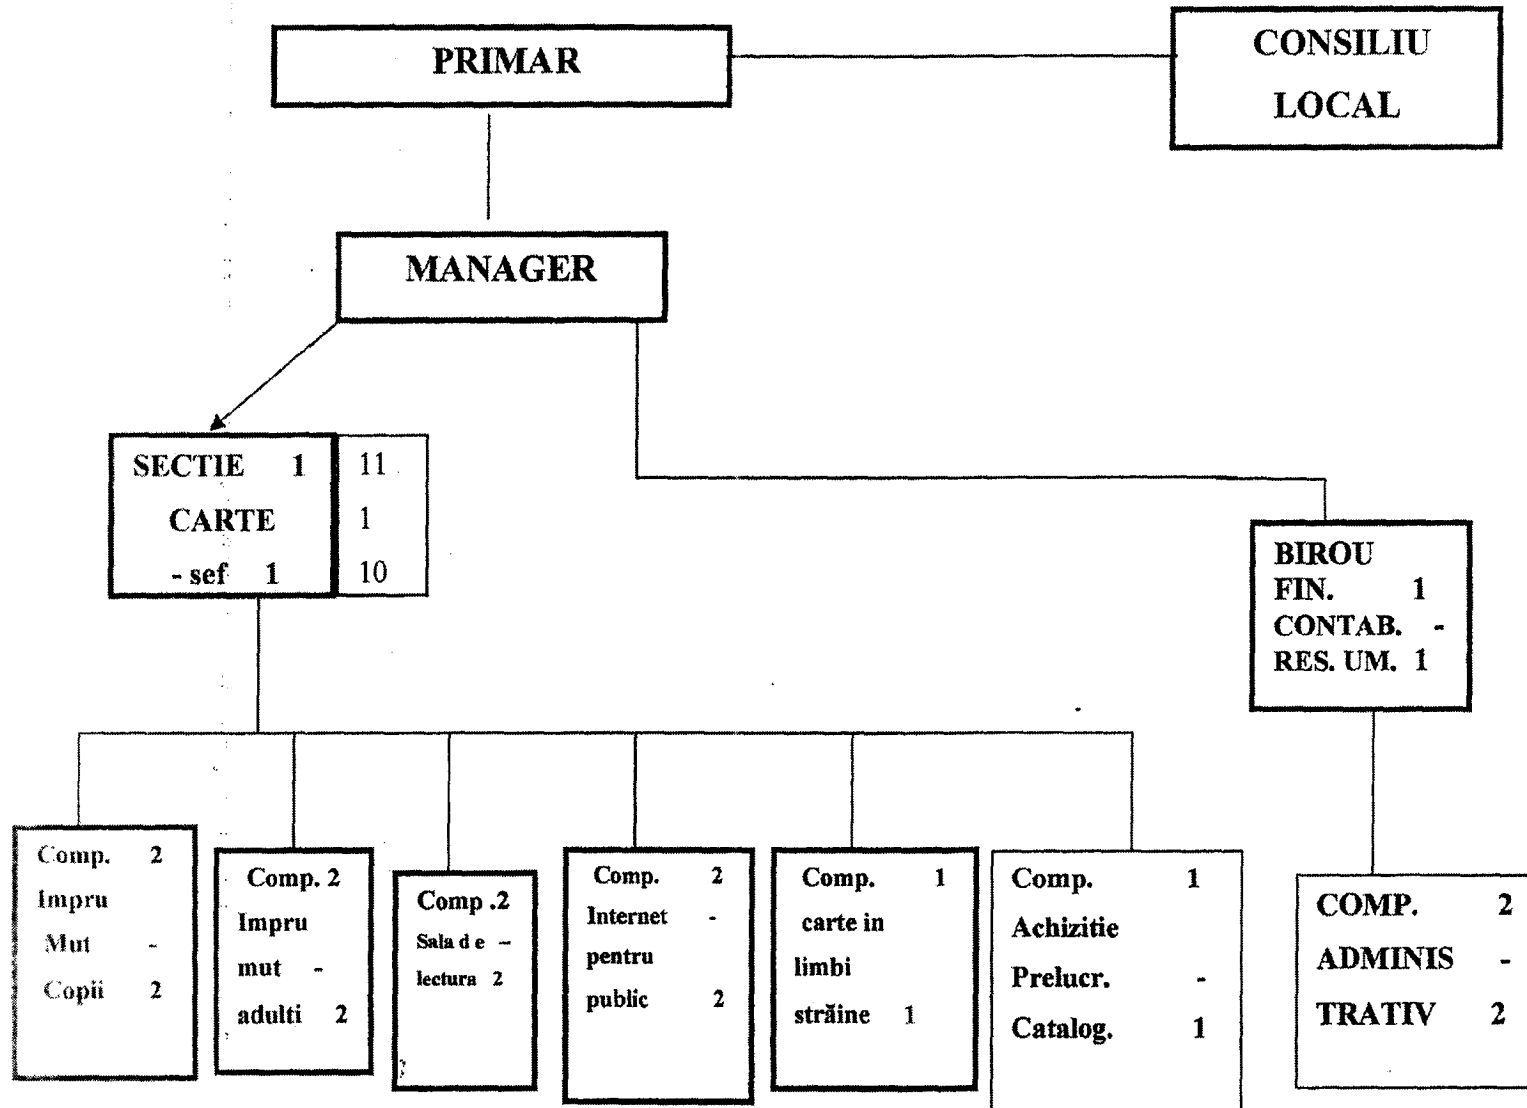 PRIMAR
CONSILIU
LOCAL
MANAGER
SECTIE 1
CARTE
- sef 1
11
1
10
BIROU
FIN. 1
CONTAB. -
RES. UM. 1
Comp. 2
Impru
Mut -
Copii 2
Comp. 2
Impru
mut -
adulti 2
Comp .2
Sala d e -
lectura 2
Comp. 2
Internet -
pentru
public 2
Comp. 1
carte in
limbi
străine 1
Comp. 1
Achizitie
Prelucr. -
Catalog. 1
COMP. 2
ADMINIS -
TRATIV 2